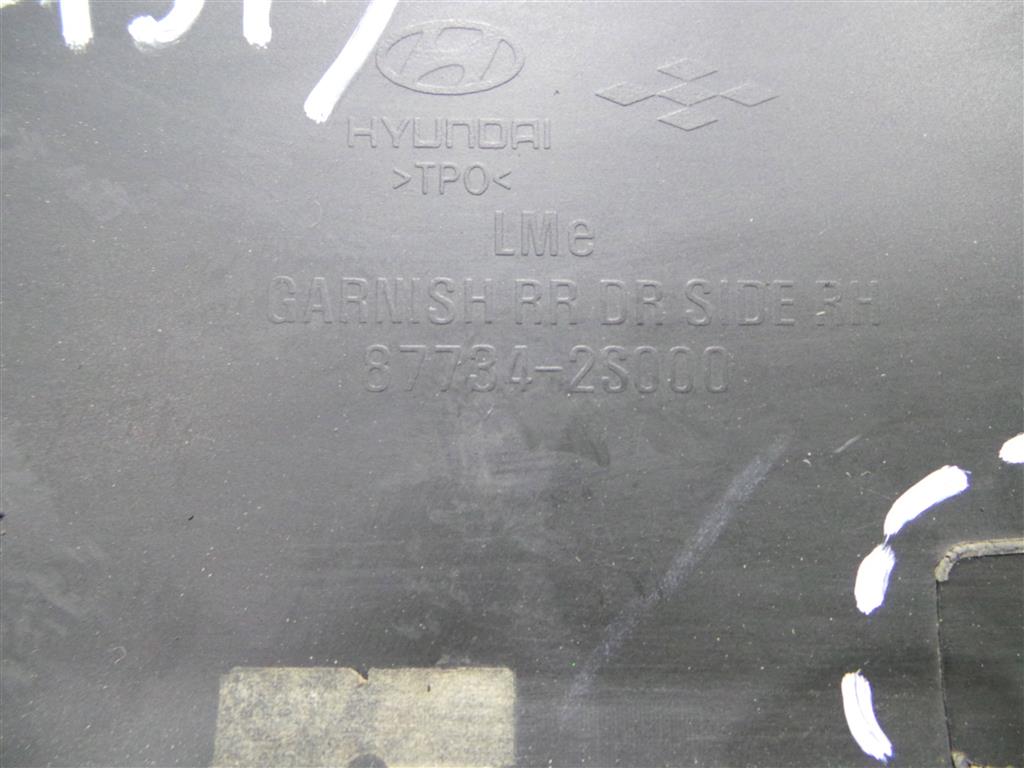 HYUNDAI
>TPO<
LMe
GARNISH RR DR SIDE RH
87734-2S000